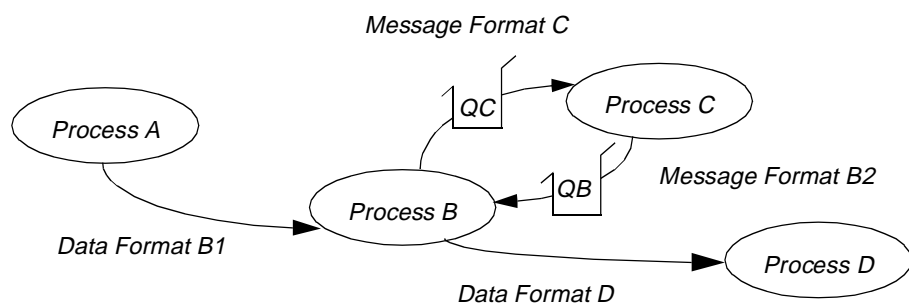 Message Format C
QC
Process C
Process A
QB
Message Format B2
Process B
Data Format B1
Process D
Data Format D